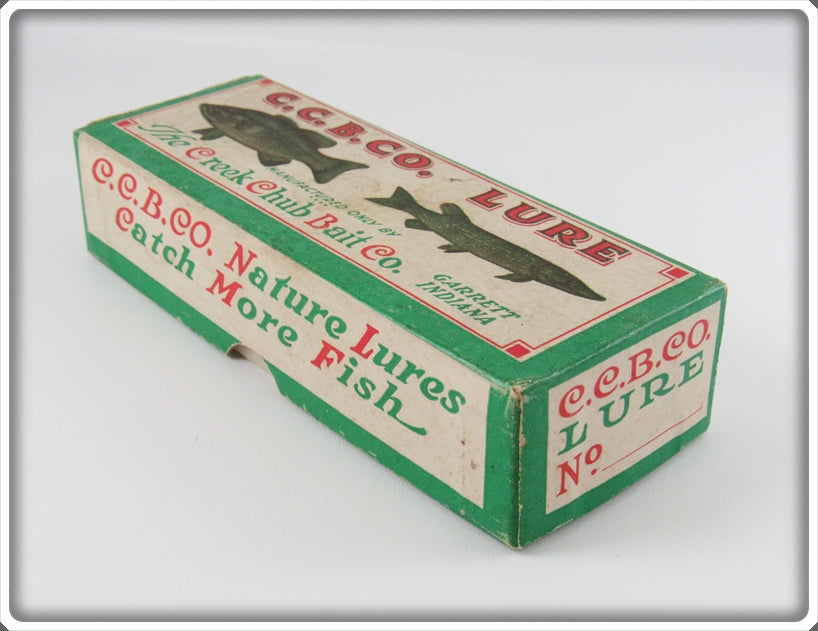 C.C.B.CO. LURE
The Creek Chub Bait Co.
MANUFACTURED ONLY BY
GARRETT
INDIANA
C.C.B.CO. Nature Lures
Catch More Fish
C.C.B.CO.
LURE
No.